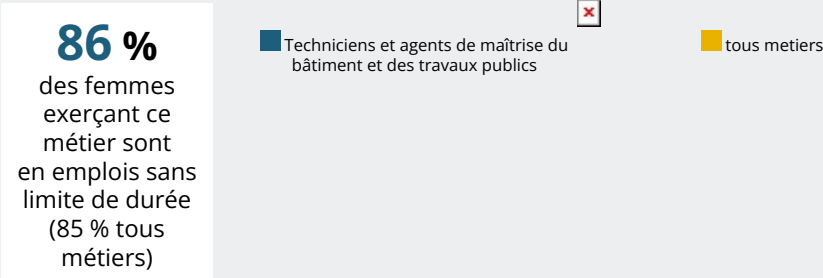 86 %
des femmes
exerçant ce
métier sont
en emplois sans
limite de durée
(85 % tous
métiers)
Techniciens et agents de maîtrise du
bâtiment et des travaux publics
tous metiers